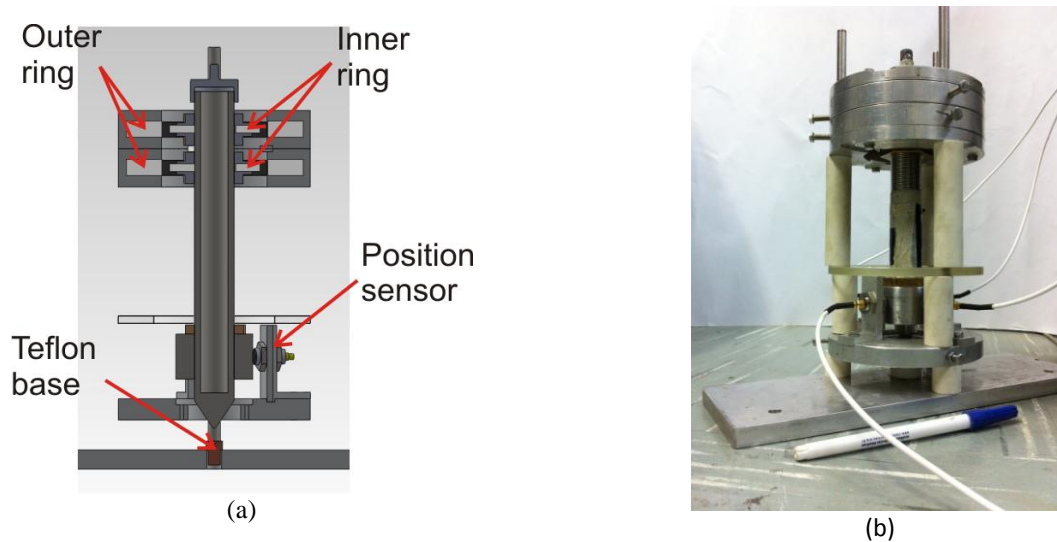 Outer
ring
Inner
ring
Position
sensor
Teflon
base
(a)
(b)